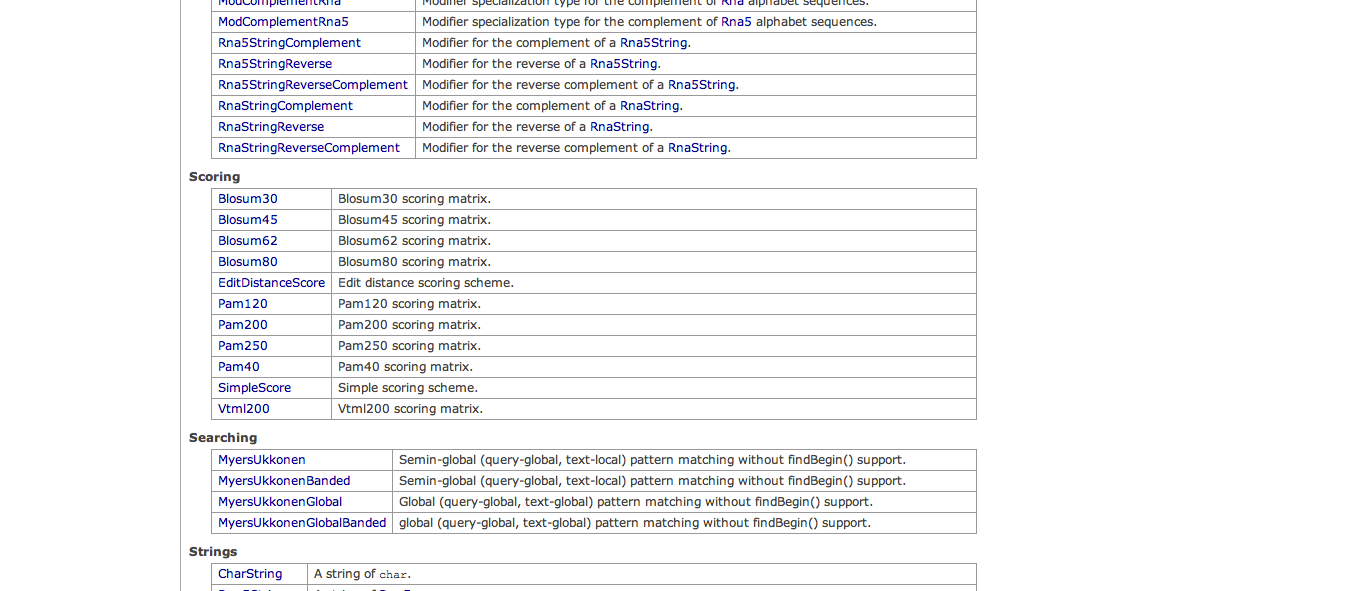 ModComplementRna Modifier specialization type for the complement of Rna alphabet sequences.
ModComplementRna5 Modifier specialization type for the complement of Rna5 alphabet sequences.
Rna5StringComplement Modifier for the complement of a Rna5String.
Rna5StringReverse Modifier for the reverse of a Rna5String.
Rna5StringReverseComplement Modifier for the reverse complement of a Rna5String.
RnaStringComplement Modifier for the complement of a RnaString.
RnaStringReverse Modifier for the reverse of a RnaString.
RnaStringReverseComplement Modifier for the reverse complement of a RnaString.
Scoring
Blosum30 Blosum30 scoring matrix.
Blosum45 Blosum45 scoring matrix.
Blosum62 Blosum62 scoring matrix.
Blosum80 Blosum80 scoring matrix.
EditDistanceScore Edit distance scoring scheme.
Pam120 Pam120 scoring matrix.
Pam200 Pam200 scoring matrix.
Pam250 Pam250 scoring matrix.
Pam40 Pam40 scoring matrix.
SimpleScore Simple scoring scheme.
Vtml200 Vtml200 scoring matrix.
Searching
MyersUkkonen Semin-global (query-global, text-local) pattern matching without findBegin() support.
MyersUkkonenBanded Semin-global (query-global, text-local) pattern matching without findBegin() support.
MyersUkkonenGlobal Global (query-global, text-global) pattern matching without findBegin() support.
MyersUkkonenGlobalBanded global (query-global, text-global) pattern matching without findBegin() support.
Strings
CharString A string of char.